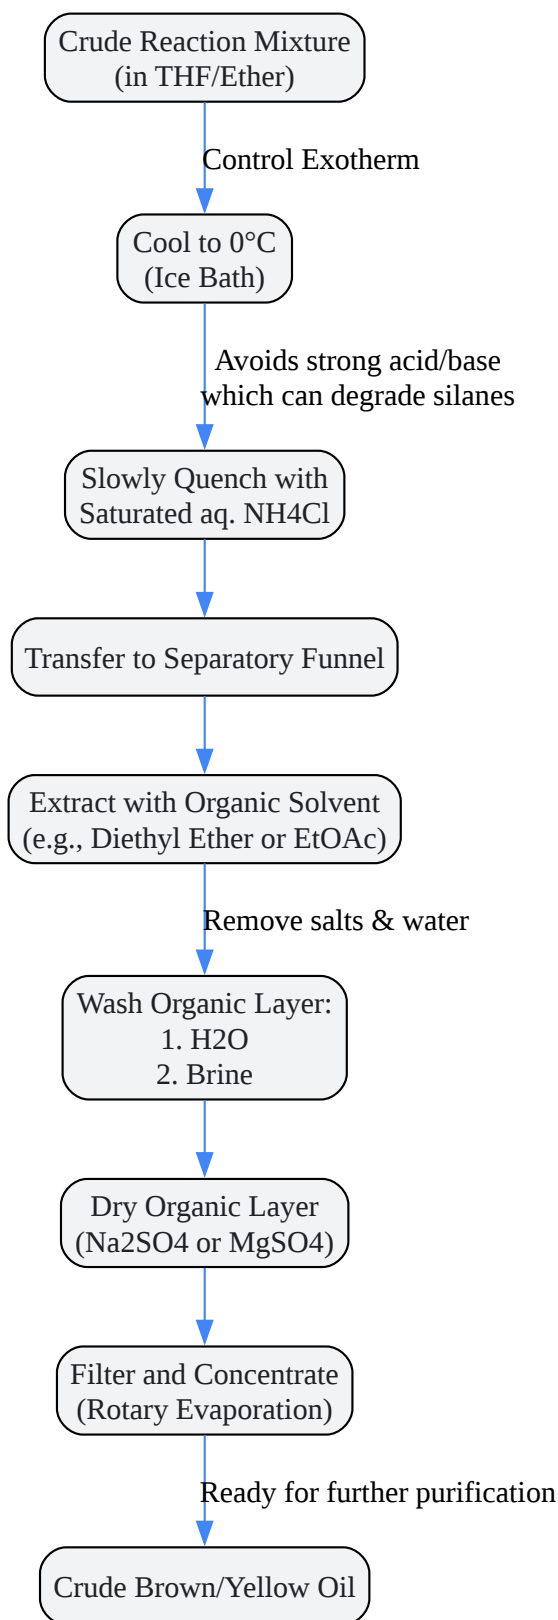 Crude Reaction Mixture
(in THF/Ether)
Control Exotherm
Cool to 0°C
(Ice Bath)
Avoids strong acid/base
which can degrade silanes
Slowly Quench with
Saturated aq. NH4Cl
Transfer to Separatory Funnel
Extract with Organic Solvent
(e.g., Diethyl Ether or EtOAc)
Remove salts & water
Wash Organic Layer:
1. H2O
2. Brine
Dry Organic Layer
(Na2SO4 or MgSO4)
Filter and Concentrate
(Rotary Evaporation)
Ready for further purification
Crude Brown/Yellow Oil